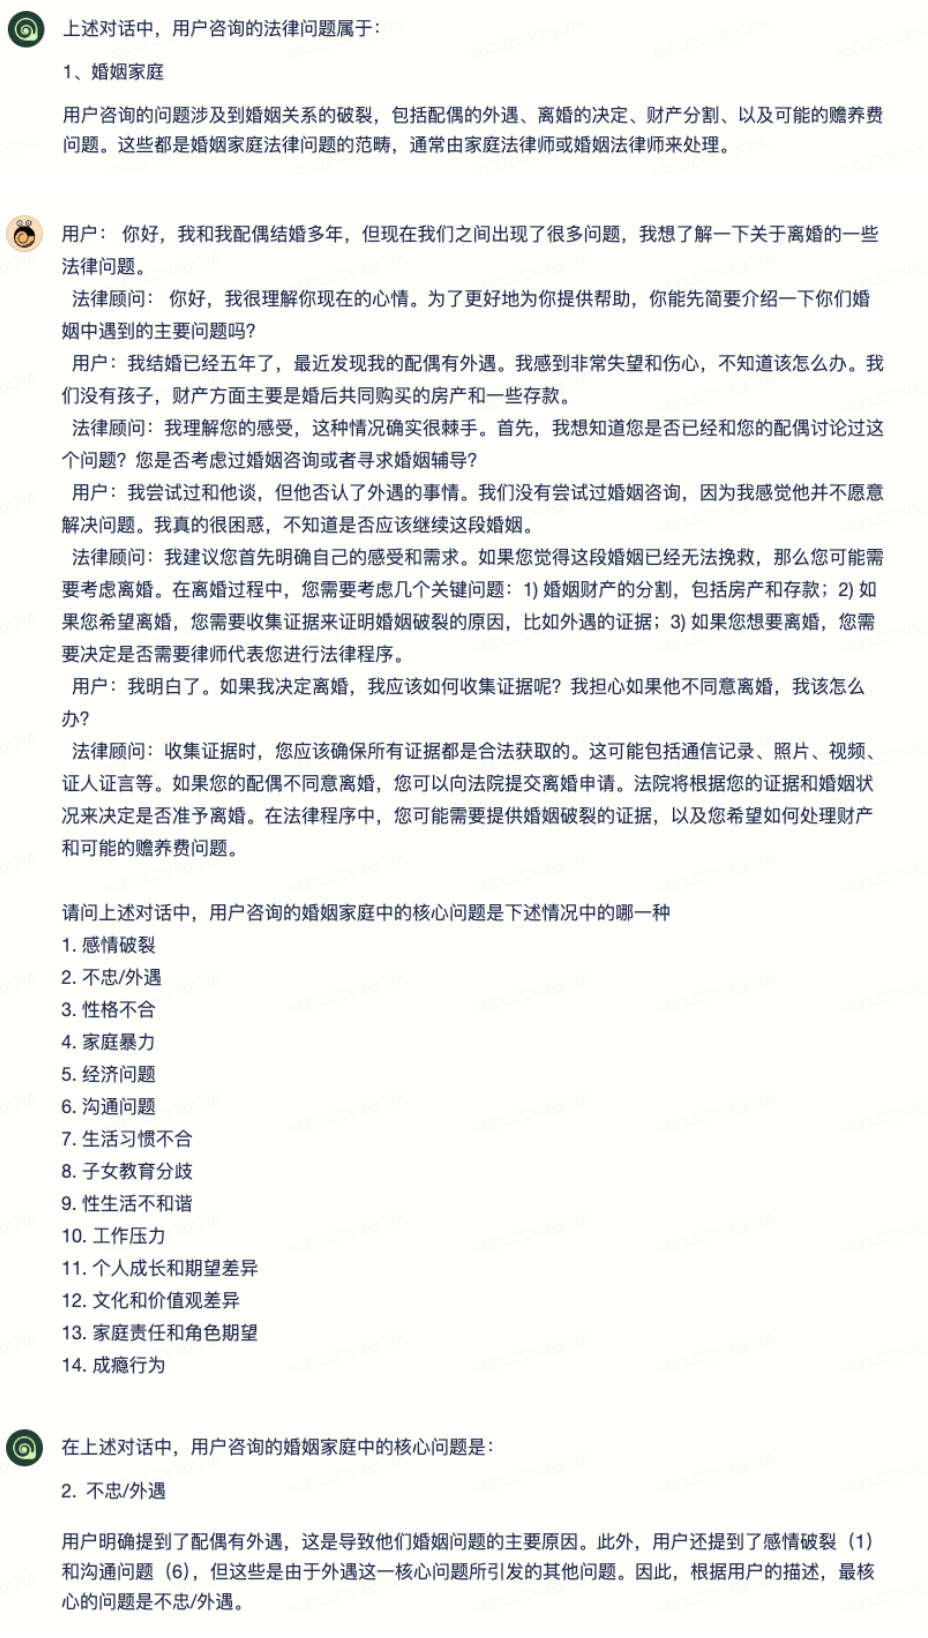 上述对话中，用户咨询的法律问题属于：
1、婚姻家庭
用户咨询的问题涉及到婚姻关系的破裂，包括配偶的外遇、离婚的决定、财产分割、以及可能的赡养费
问题。这些都是婚姻家庭法律问题的范畴，通常由家庭法律师或婚姻法律师来处理。
用户： 你好，我和我配偶结婚多年，但现在我们之间出现了很多问题，我想了解一下关于离婚的一些
法律问题。
法律顾问： 你好，我很理解你现在的心情。为了更好地为你提供帮助，你能先简要介绍一下你们婚
姻中遇到的主要问题吗？
用户：我结婚已经五年了，最近发现我的配偶有外遇。我感到非常失望和伤心，不知道该怎么办。我
们没有孩子，财产方面主要是婚后共同购买的房产和一些存款。
法律顾问：我理解您的感受，这种情况确实很棘手。首先，我想知道您是否已经和您的配偶讨论过这
个问题？您是否考虑过婚姻咨询或者寻求婚姻辅导？
用户：我尝试过和他谈，但他否认了外遇的事情。我们没有尝试过婚姻咨询，因为我感觉他并不愿意
解决问题。我真的很困惑，不知道是否应该继续这段婚姻。
法律顾问：我建议您首先明确自己的感受和需求。如果您觉得这段婚姻已经无法挽救，那么您可能需
要考虑离婚。在离婚过程中，您需要考虑几个关键问题：1) 婚姻财产的分割，包括房产和存款；2) 如
果您希望离婚，您需要收集证据来证明婚姻破裂的原因，比如外遇的证据；3) 如果您想要离婚，您需
要决定是否需要律师代表您进行法律程序。
用户：我明白了。如果我决定离婚，我应该如何收集证据呢？我担心如果他不同意离婚，我该怎么
办？
法律顾问：收集证据时，您应该确保所有证据都是合法获取的。这可能包括通信记录、照片、视频、
证人证言等。如果您的配偶不同意离婚，您可以向法院提交离婚申请。法院将根据您的证据和婚姻状
况来决定是否准予离婚。在法律程序中，您可能需要提供婚姻破裂的证据，以及您希望如何处理财产
和可能的赡养费问题。
请问上述对话中，用户咨询的婚姻家庭中的核心问题是下述情况中的哪一种
1. 感情破裂
2. 不忠/外遇
3. 性格不合
4. 家庭暴力
5. 经济问题
6. 沟通问题
7. 生活习惯不合
8. 子女教育分歧
9. 性生活不和谐
10. 工作压力
11. 个人成长和期望差异
12. 文化和价值观差异
13. 家庭责任和角色期望
14. 成瘾行为
在上述对话中，用户咨询的婚姻家庭中的核心问题是：
2. 不忠/外遇
用户明确提到了配偶有外遇，这是导致他们婚姻问题的主要原因。此外，用户还提到了感情破裂（1）
和沟通问题（6），但这些是由于外遇这一核心问题所引发的其他问题。因此，根据用户的描述，最核
心的问题是不忠/外遇。